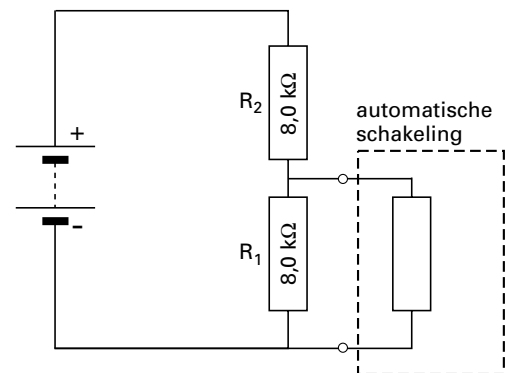 R2
8,0 kΩ
automatische
schakeling
+
-
R1
8,0 kΩ